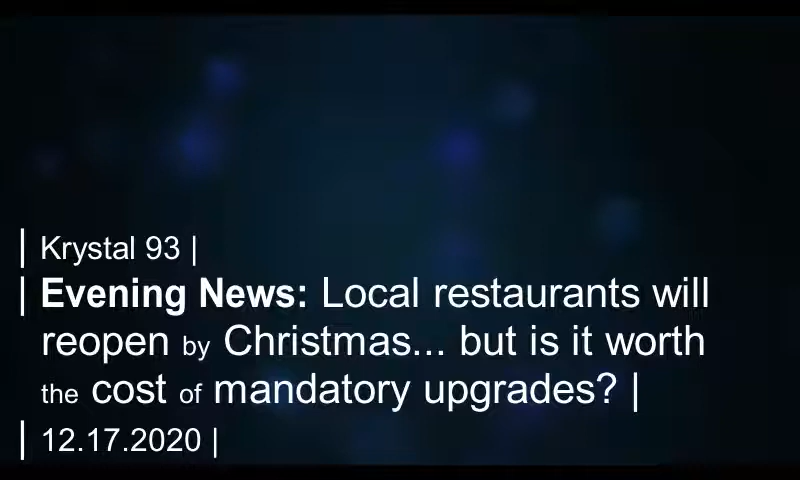 | Krystal 93 |
| Evening News: Local restaurants will
reopen by Christmas... but is it worth
the cost of mandatory upgrades? |
| 12.17.2020 |